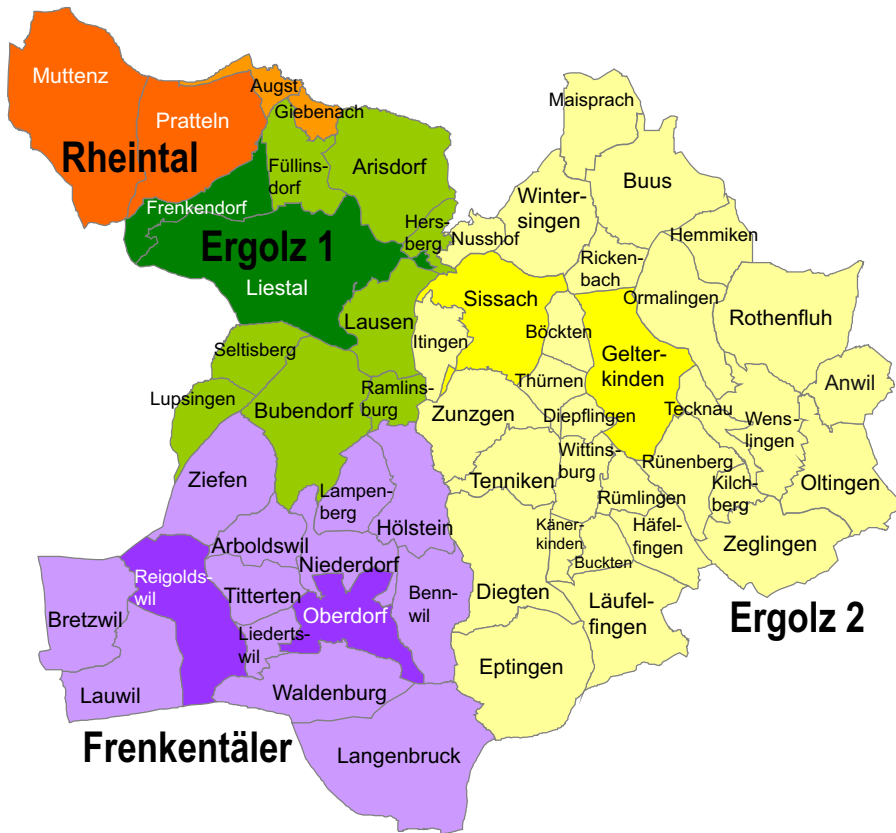 Muttenz
Augst
Maisprach
Giebenach
Pratteln
Rheintal
Füllins-
dorf
Arisdorf
Buus
Winter-
singen
Frenkendorf
Hers-
berg
Nusshof
Hemmiken
Ergolz 1
Ricken-
bach
Liestal
Sissach
Ormalingen
Lausen
Rothenfluh
Itingen
Böckten
Gelter-
kinden
Seltisberg
Thürnen
Anwil
Lupsingen
Bubendorf
Ramlins-
burg
Zunzgen
Diepflingen
Tecknau
Wens-
lingen
Wittins-
burg
Rünenberg
Ziefen
Tenniken
Lampen-
berg
Rümlingen
Kilch-
berg
Oltingen
Hölstein
Käner-
kinden
Häfel-
fingen
Arboldswil
Zeglingen
Niederdorf
Buckten
Reigolds-
wil
Titterten
Benn-
wil
Diegten
Läufel-
fingen
Bretzwil
Oberdorf
Ergolz 2
Liederts-
wil
Eptingen
Lauwil
Waldenburg
Frenkentäler
Langenbruck